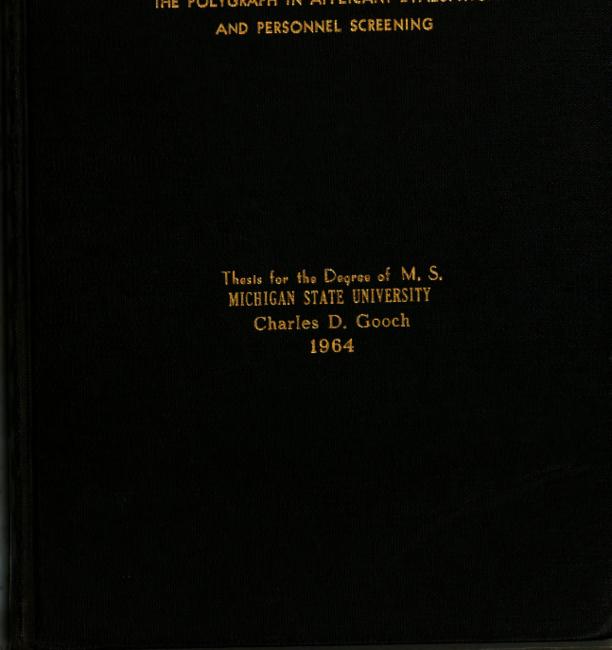 THE POLYGRAPH IN APPLICANT
AND PERSONNEL SCREENING
Thesis for the Degree of M. S.
MICHIGAN STATE UNIVERSITY
Charles D. Gooch
1964